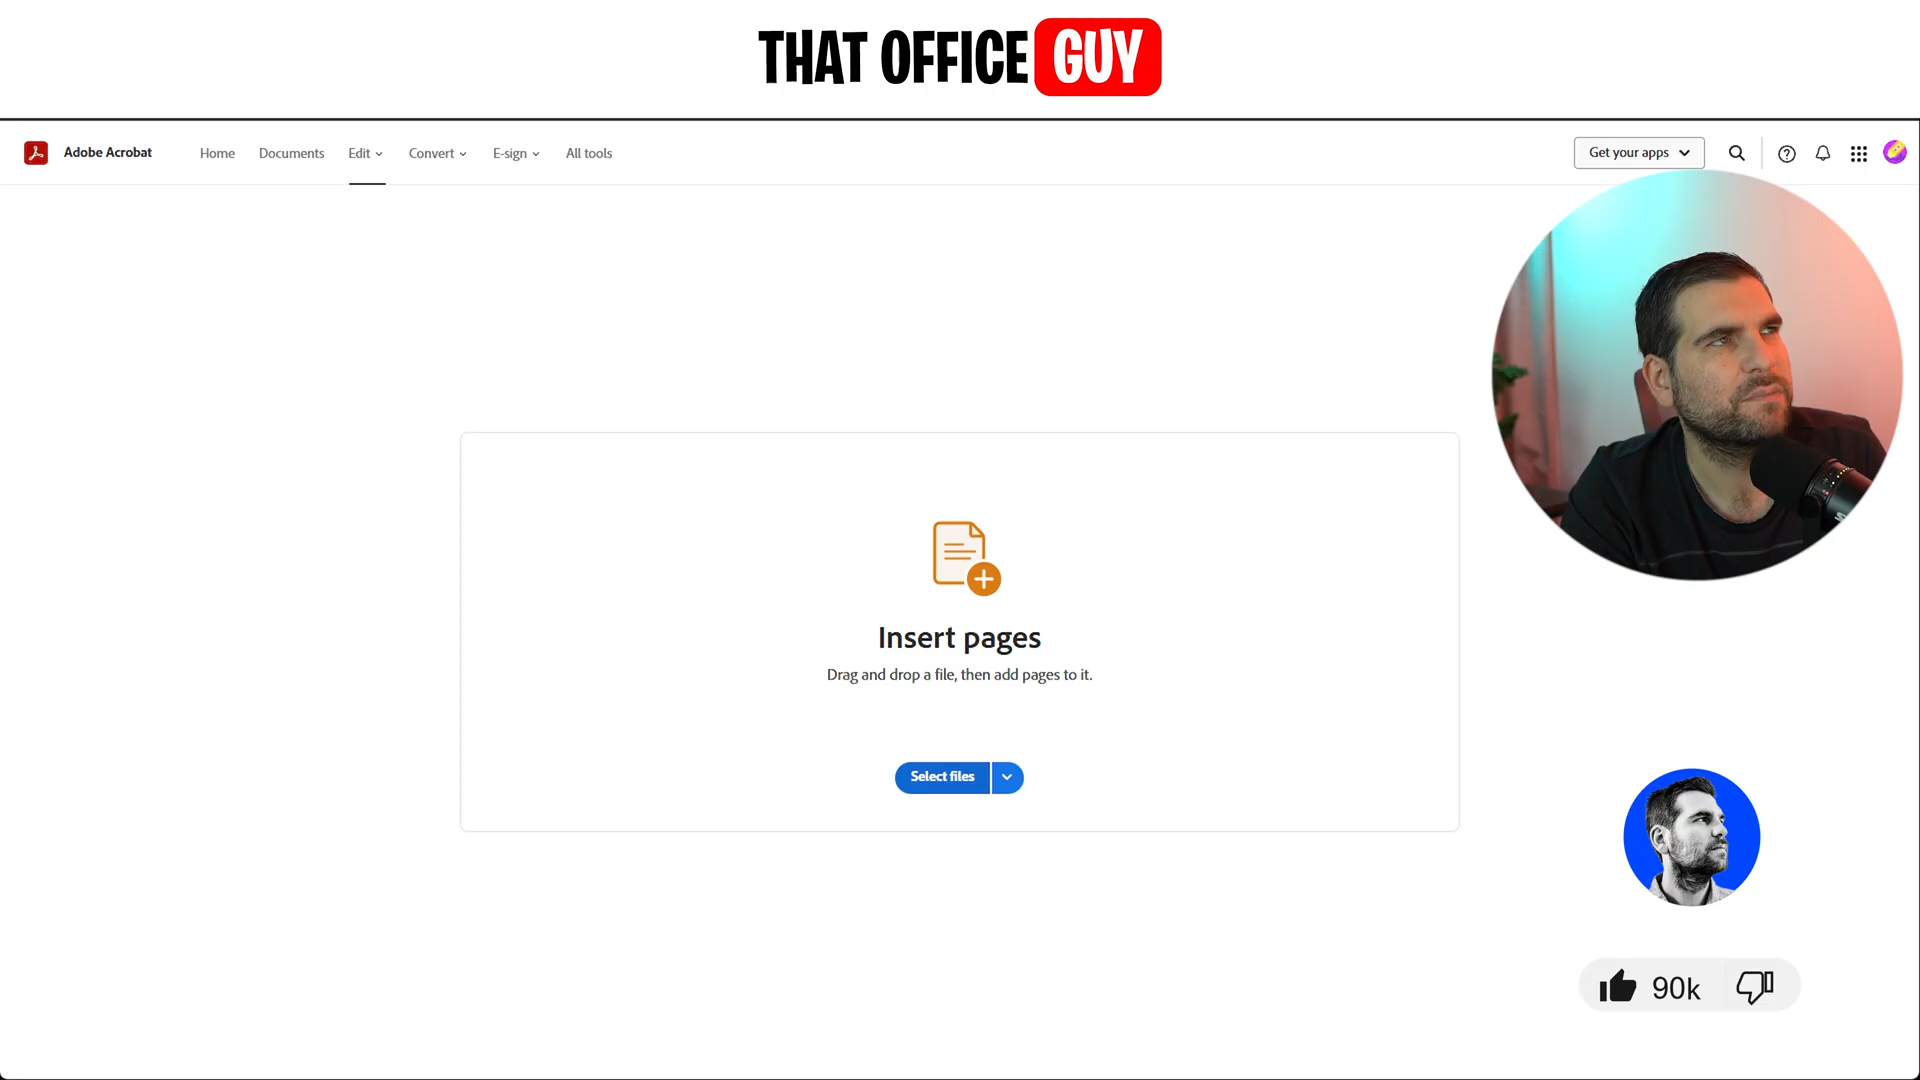 THAT OFFICE GUY
Adobe Acrobat
Home
Documents
Edit
Convert
E-sign
All tools
Get your apps
Insert pages
Drag and drop a file, then add pages to it.
Select files
90k